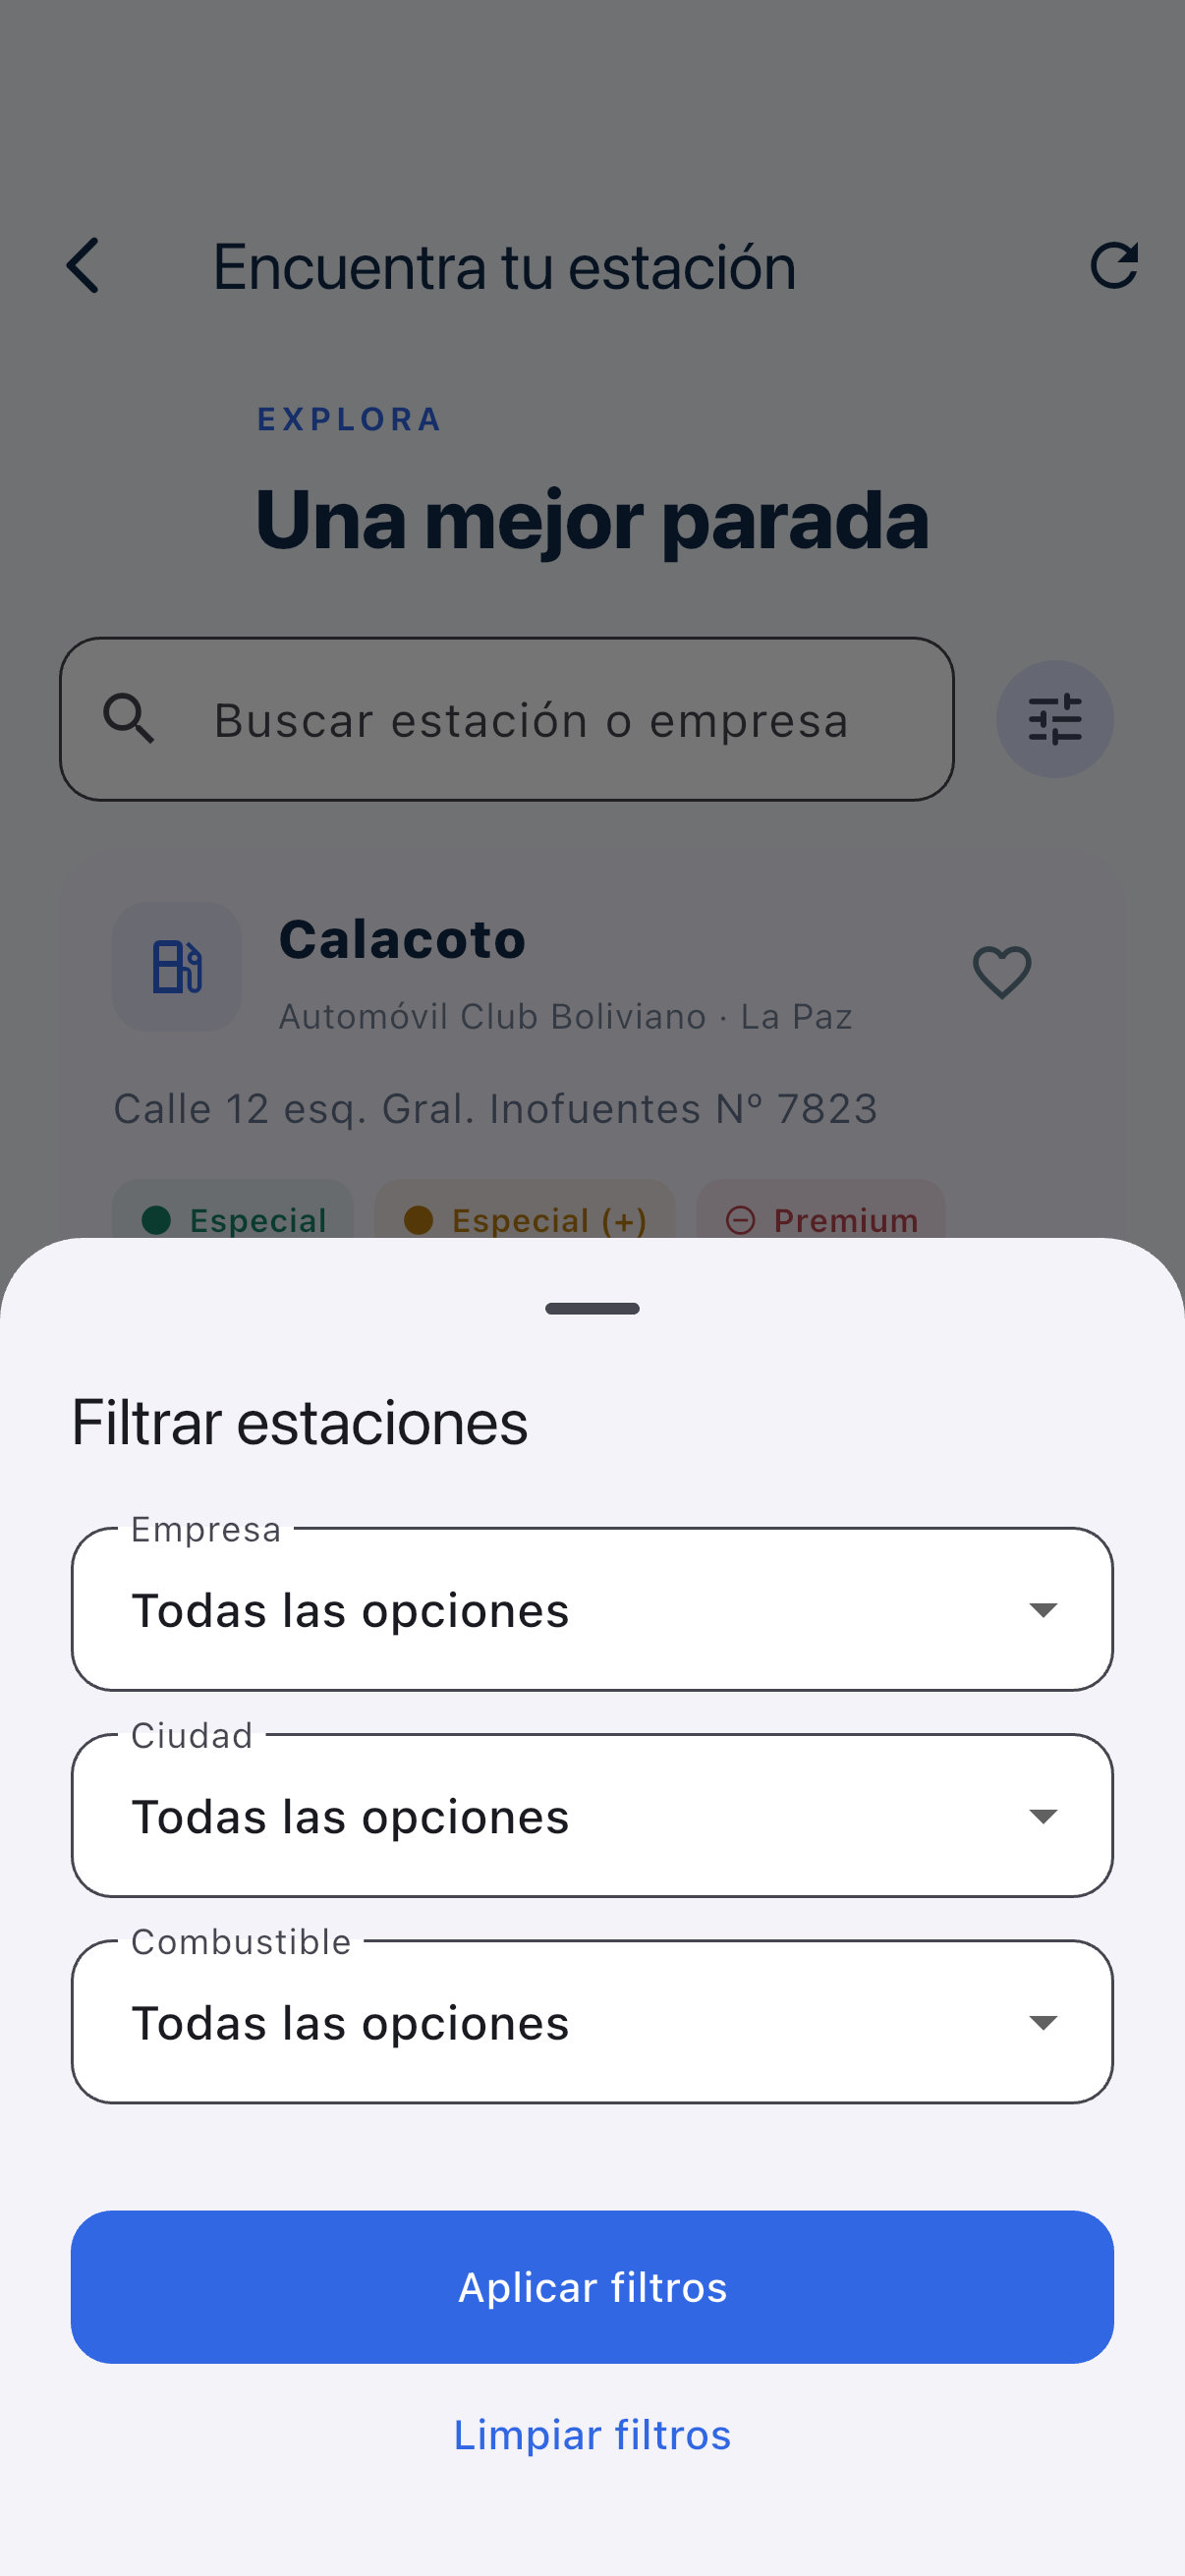 Encuentra tu estación
EXPLORA
Una mejor parada
Buscar estación o empresa
Calacoto
Automóvil Club Boliviano · La Paz
Calle 12 esq. Gral. Inofuentes Nº 7823
Especial
Especial (+)
Premium
Filtrar estaciones
Empresa
Todas las opciones
Ciudad
Todas las opciones
Combustible
Todas las opciones
Aplicar filtros
Limpiar filtros